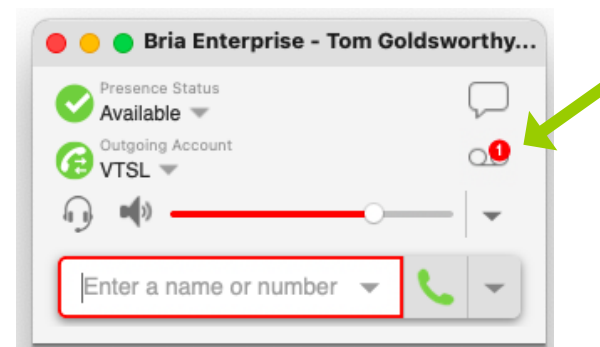 Bria Enterprise - Tom Goldsworthy...
Presence Status
Available
Outgoing Account
VTSL
1
Enter a name or number